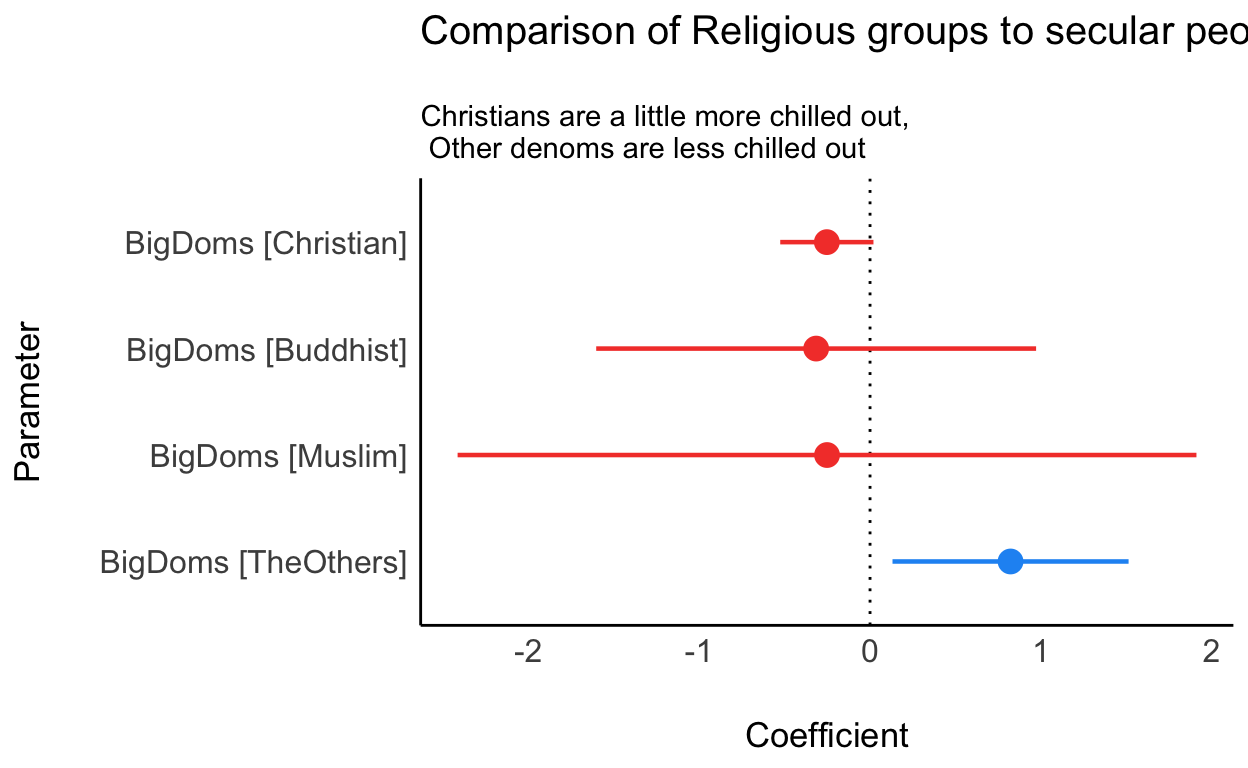 Comparison of Religious groups to secular peo
Christians are a little more chilled out,
Other denoms are less chilled out
BigDoms [Christian]
BigDoms [Buddhist]
BigDoms [Muslim]
BigDoms [TheOthers]
Parameter
-2 -1 0 1 2
Coefficient